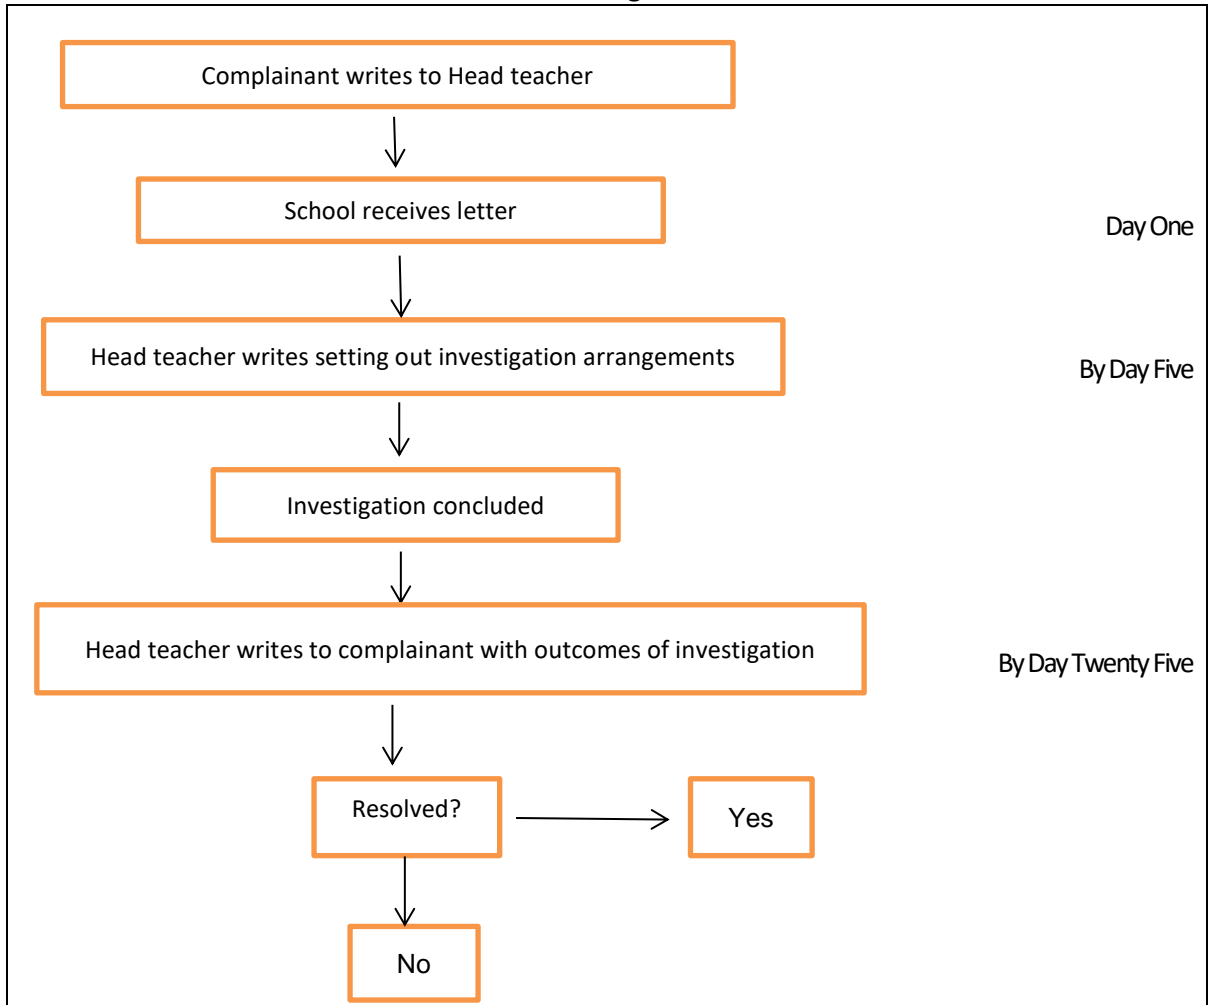 Complainant writes to Head teacher
School receives letter
Day One
Head teacher writes setting out investigation arrangements
By Day Five
Investigation concluded
Head teacher writes to complainant with outcomes of investigation
By Day Twenty Five
Resolved?
Yes
No